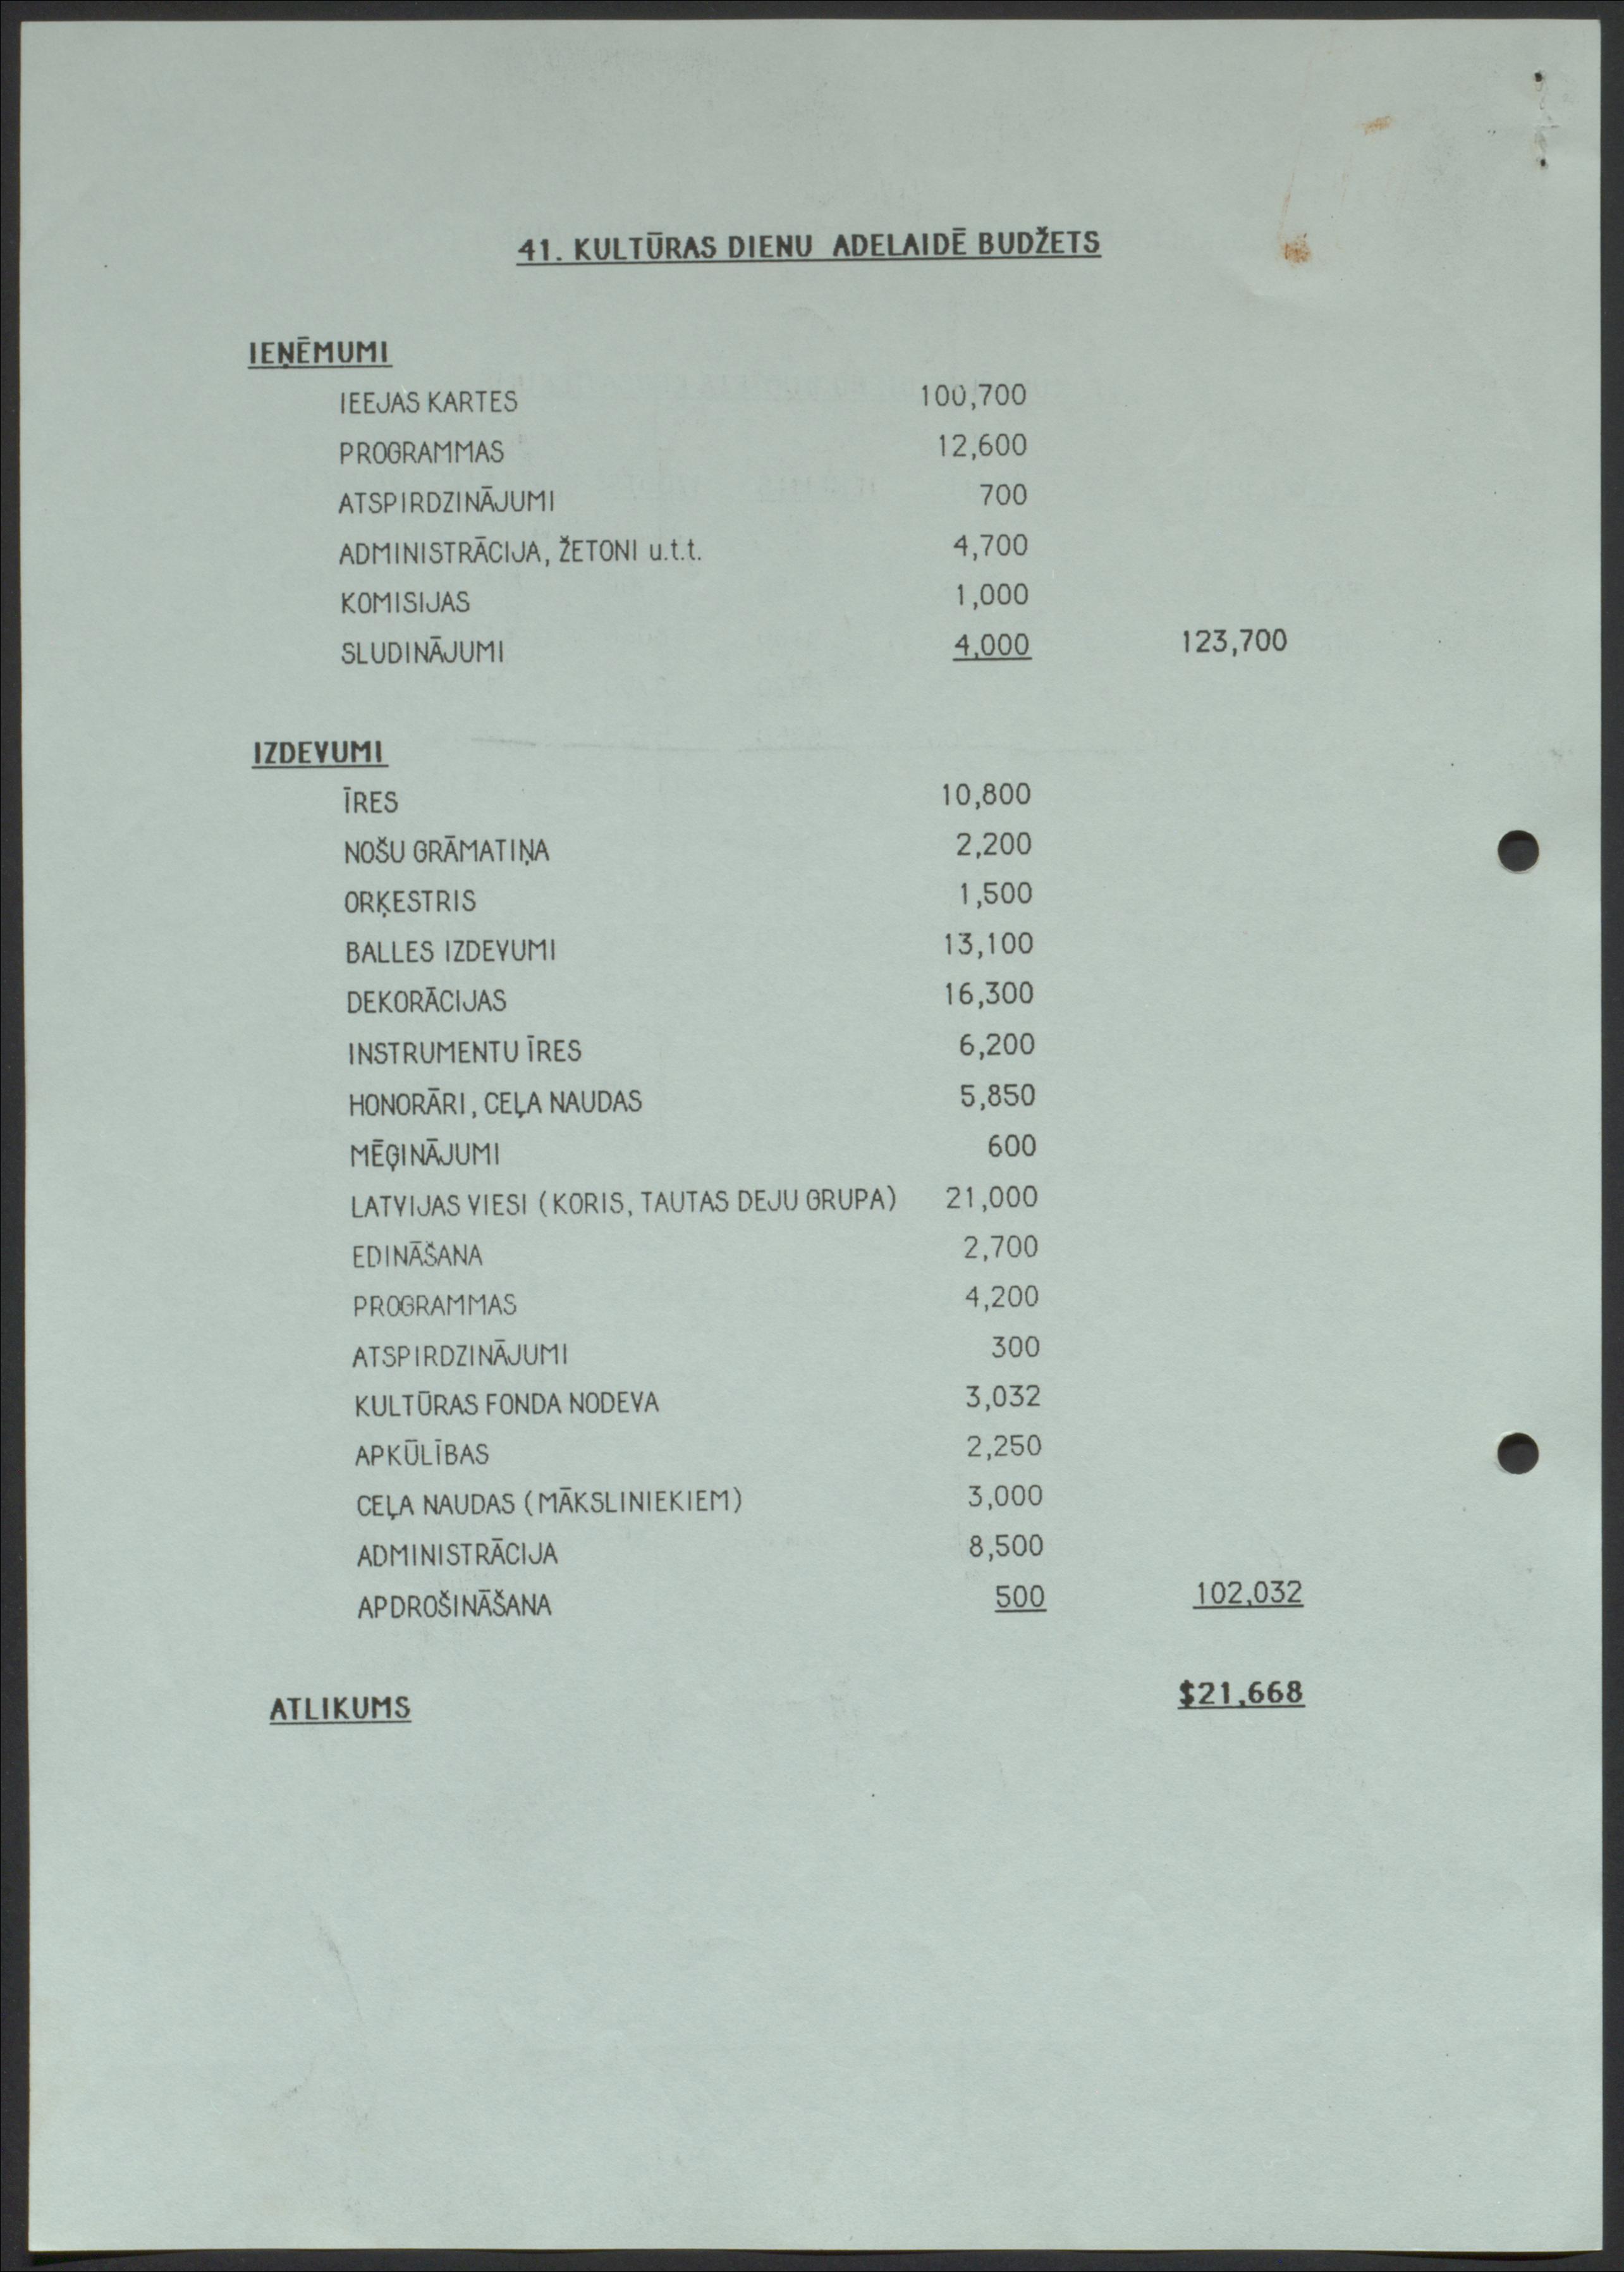 41. KULTŪRAS DIENU ADELAIDĒ BUDŽETS
IEŅĒMUMI
IEEJAS KARTES 100,700
PROGRAMMAS 12,600
ATSPIRDZINĀJUMI 700
ADMINISTRĀCIJA, ŽETONI u.t.t. 4,700
KOMISIJAS 1,000
SLUDINĀJUMI 4,000 123,700
IZDEVUMI
ĪRES 10,800
NOŠU GRĀMATIŅA 2,200
ORĶESTRIS 1,500
BALLES IZDEVUMI 13,100
DEKORĀCIJAS 16,300
INSTRUMENTU ĪRES 6,200
HONORĀRI, CEĻA NAUDAS 5,850
MĒĢINĀJUMI 600
LATVIJAS VIESI (KORIS, TAUTAS DEJU GRUPA) 21,000
EDINĀŠANA 2,700
PROGRAMMAS 4,200
ATSPIRDZINĀJUMI 300
KULTŪRAS FONDA NODEVA 3,032
APKŪLĪBAS 2,250
CEĻA NAUDAS (MĀKSLINIEKIEM) 3,000
ADMINISTRĀCIJA 8,500
APDROŠINĀŠANA 500 102,032
ATLIKUMS $21,668